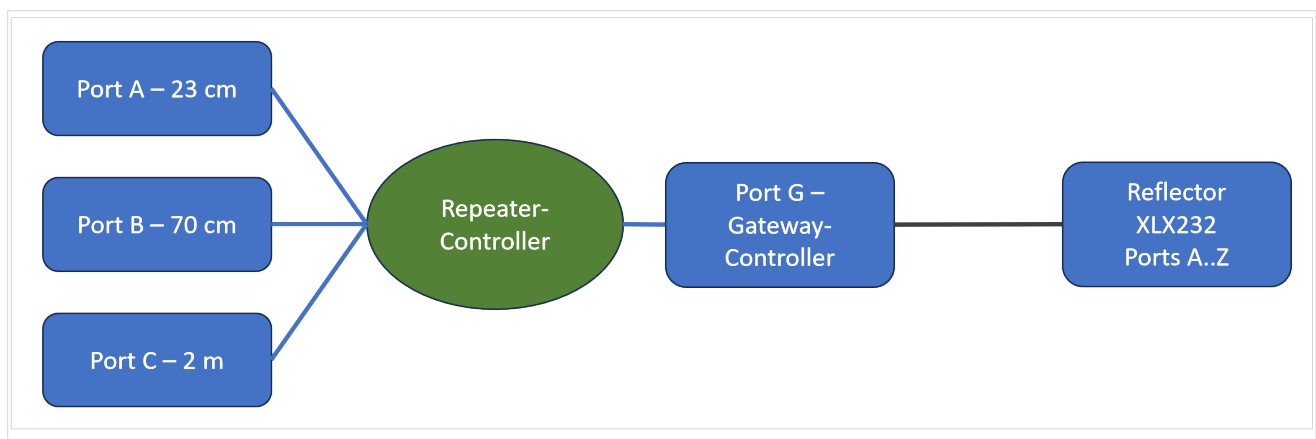 Port A – 23 cm
Port B – 70 cm
Port C – 2 m
Repeater-
Controller
Port G –
Gateway-
Controller
Reflector
XLX232
Ports A..Z